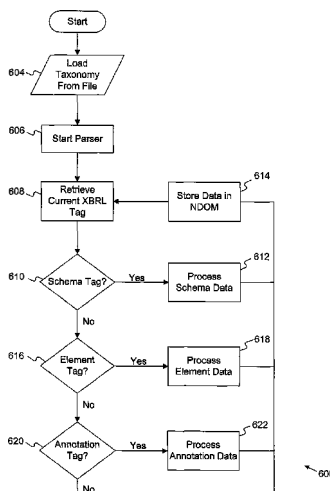 Start
604
Load
Taxonomy
From File
606
Start Parser
608
Retrieve
Current XBRL
Tag
614
Store Data in
NDOM
610
Schema Tag?
Yes
612
Process
Schema Data
No
616
Element
Tag?
Yes
618
Process
Element Data
No
620
Annotation
Tag?
Yes
622
Process
Annotation Data
No